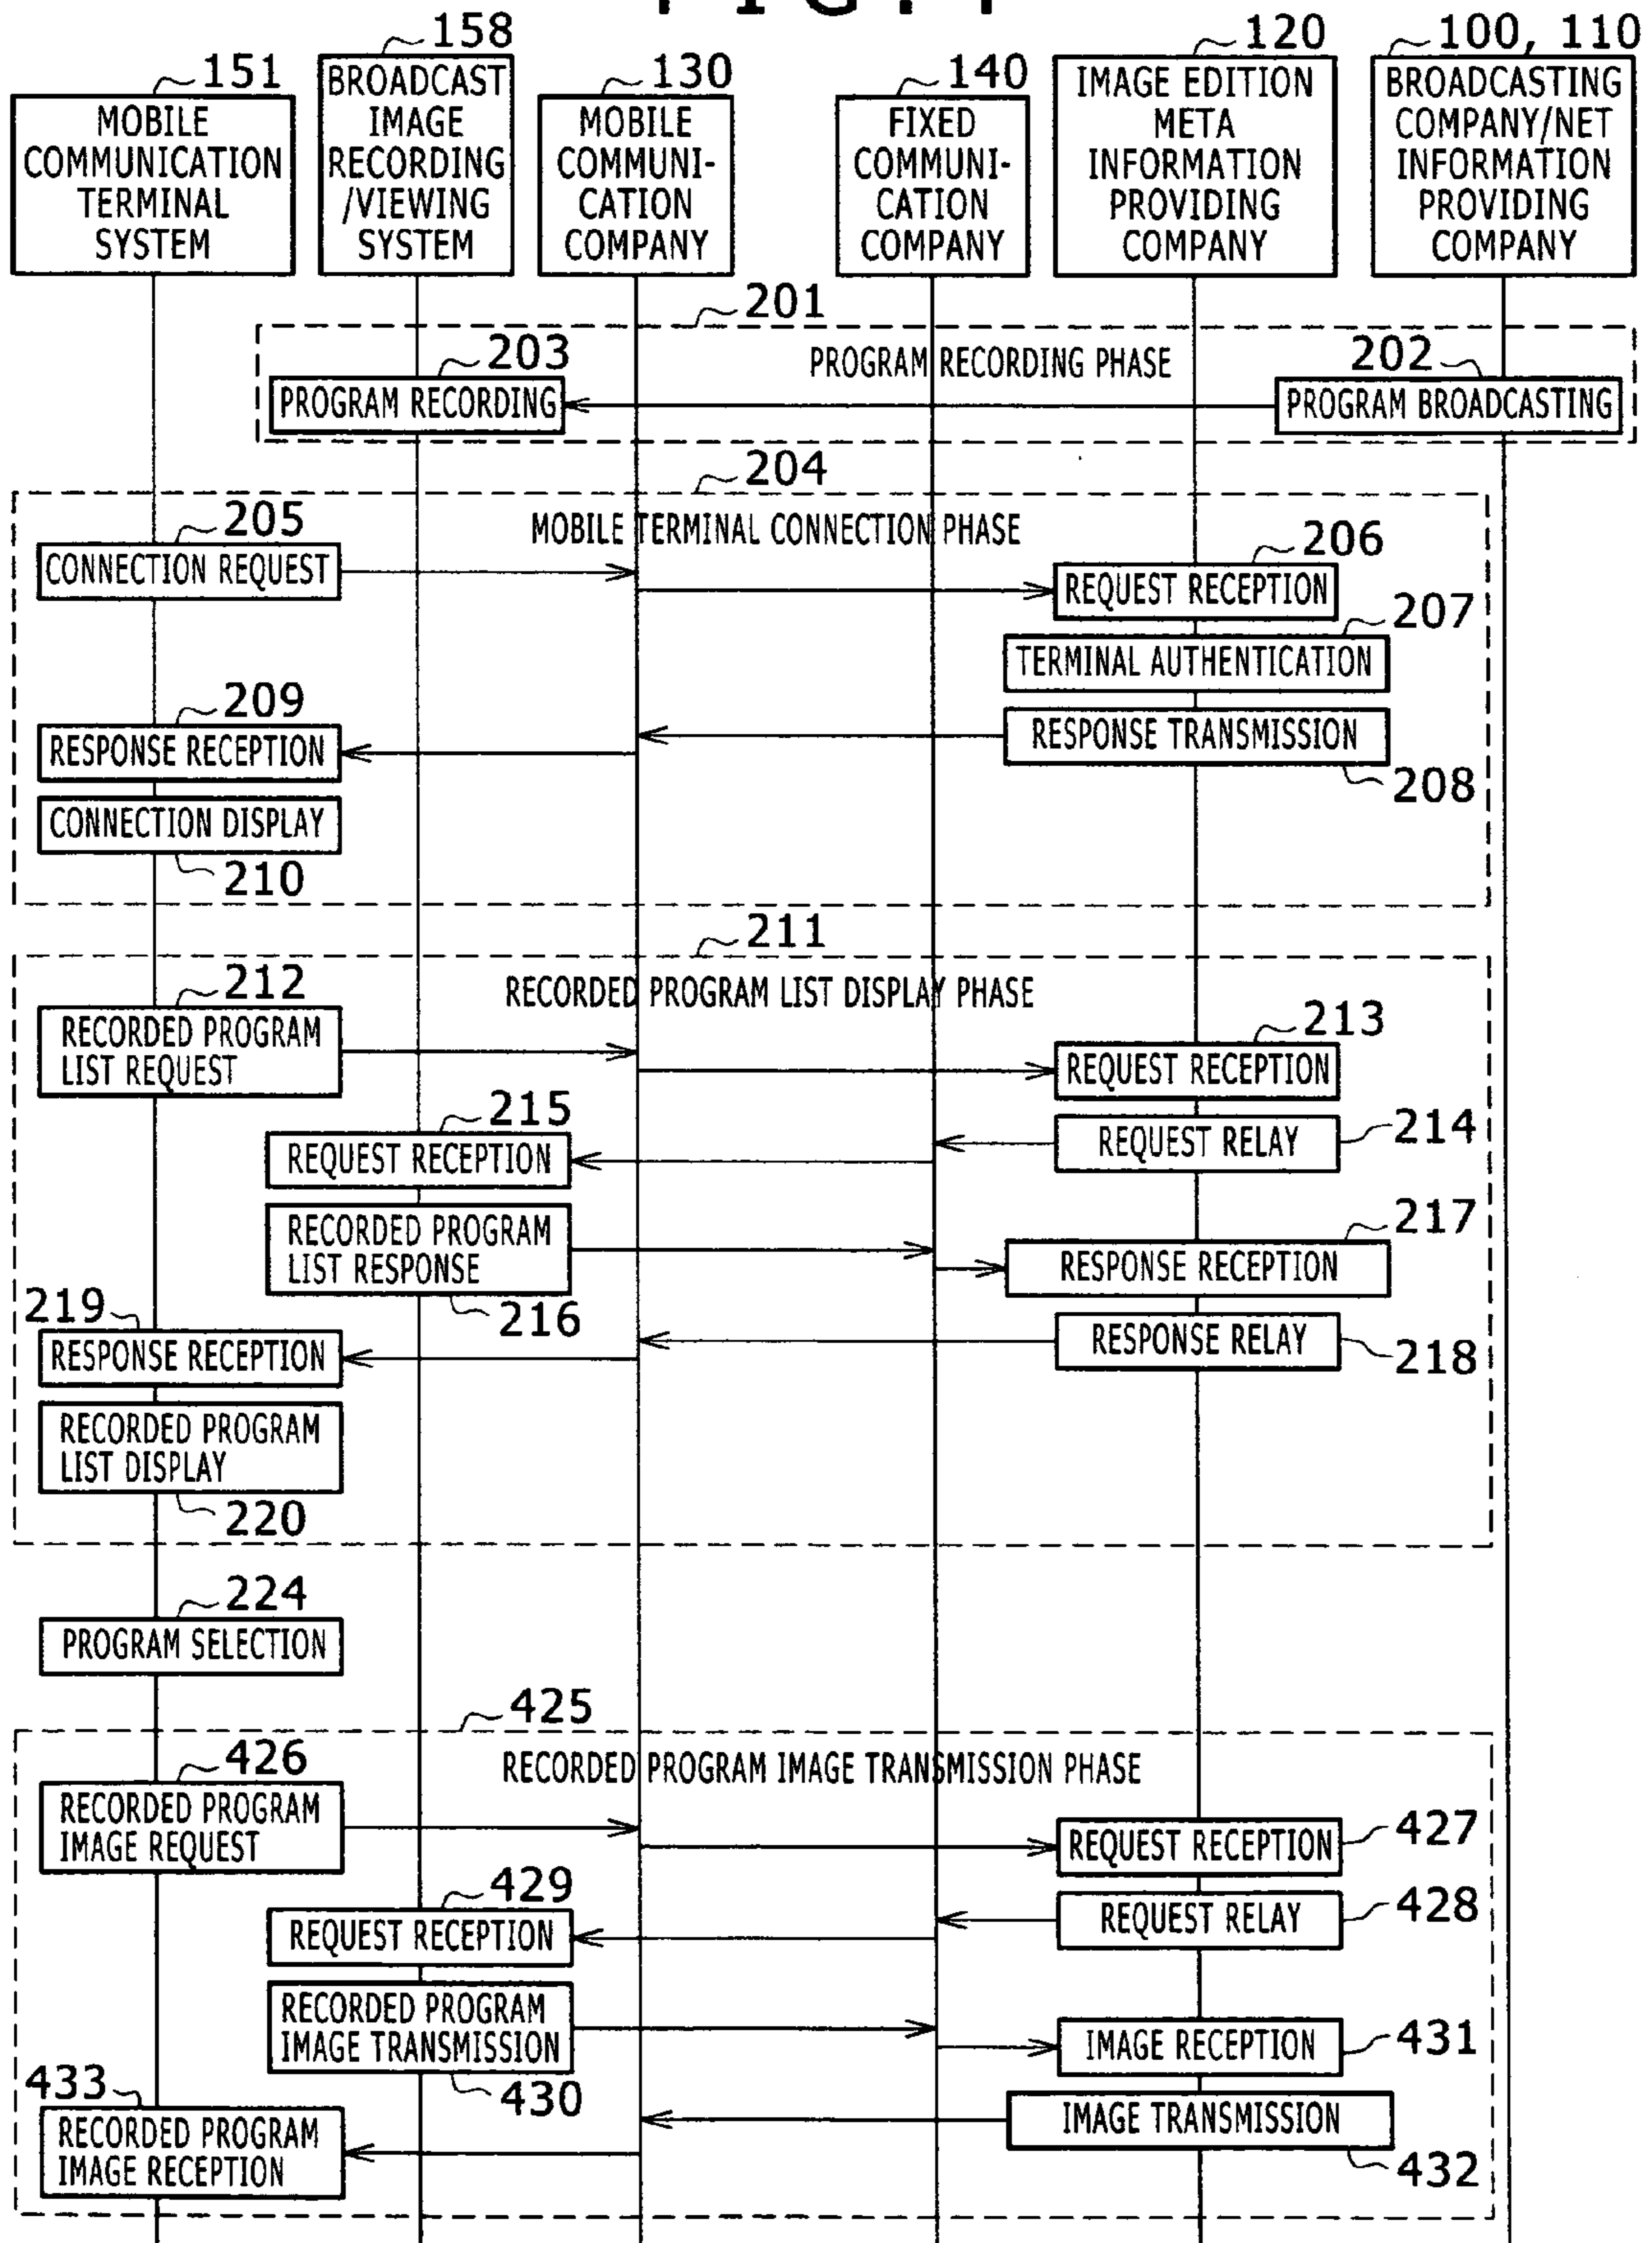 151
MOBILE
COMMUNICATION
TERMINAL
SYSTEM
158
BROADCAST
IMAGE
RECORDING
/VIEWING
SYSTEM
130
MOBILE
COMMUNI-
CATION
COMPANY
140
FIXED
COMMUNI-
CATION
COMPANY
120
IMAGE EDITION
META
INFORMATION
PROVIDING
COMPANY
100, 110
BROADCASTING
COMPANY/NET
INFORMATION
PROVIDING
COMPANY
201
PROGRAM RECORDING PHASE
203
PROGRAM RECORDING
202
PROGRAM BROADCASTING
204
MOBILE TERMINAL CONNECTION PHASE
205
CONNECTION REQUEST
206
REQUEST RECEPTION
207
TERMINAL AUTHENTICATION
209
RESPONSE RECEPTION
RESPONSE TRANSMISSION
208
CONNECTION DISPLAY
210
211
RECORDED PROGRAM LIST DISPLAY PHASE
212
RECORDED PROGRAM
LIST REQUEST
213
REQUEST RECEPTION
REQUEST RELAY
214
215
REQUEST RECEPTION
RECORDED PROGRAM
LIST RESPONSE
216
217
RESPONSE RECEPTION
RESPONSE RELAY
218
219
RESPONSE RECEPTION
RECORDED PROGRAM
LIST DISPLAY
220
224
PROGRAM SELECTION
425
RECORDED PROGRAM IMAGE TRANSMISSION PHASE
426
RECORDED PROGRAM
IMAGE REQUEST
REQUEST RECEPTION
427
REQUEST RELAY
428
429
REQUEST RECEPTION
RECORDED PROGRAM
IMAGE TRANSMISSION
430
IMAGE RECEPTION
431
IMAGE TRANSMISSION
432
433
RECORDED PROGRAM
IMAGE RECEPTION